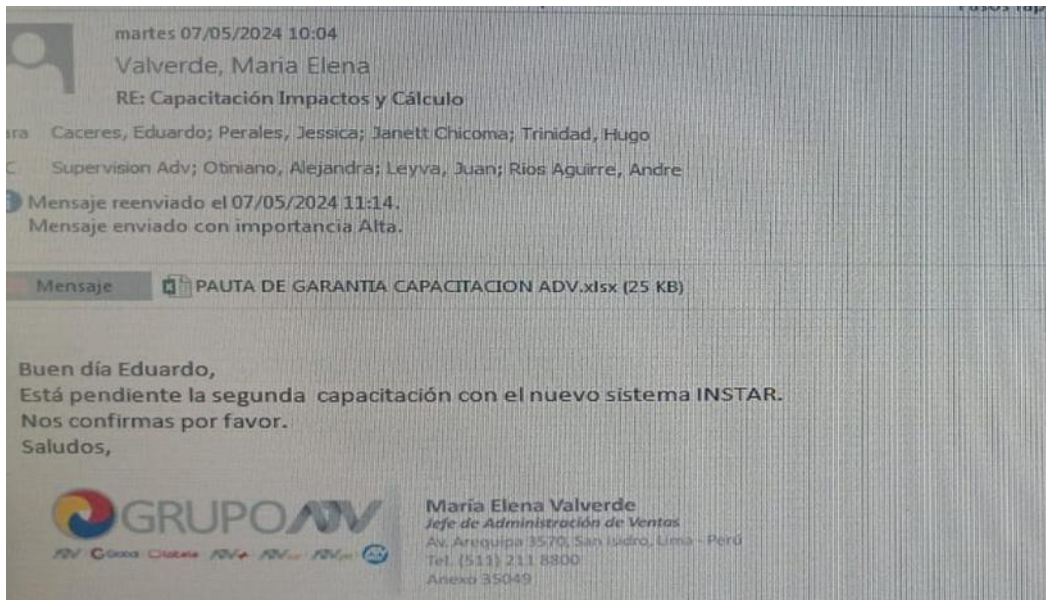 martes 07/05/2024 10:04
Valverde, Maria Elena
RE: Capacitación Impactos y Cálculo
Caceres, Eduardo; Perales, Jessica; Janett Chicoma; Trinidad, Hugo
Supervision Adv; Otiniano, Alejandra; Leyva, Juan; Rios Aguirre, Andre
Mensaje reenviado el 07/05/2024 11:14.
Mensaje enviado con importancia Alta.
Mensaje PAUTA DE GARANTIA CAPACITACION ADV.xlsx (25 KB)
Buen día Eduardo,
Está pendiente la segunda capacitación con el nuevo sistema INSTAR.
Nos confirmas por favor.
Saludos,
GRUPO ATV
María Elena Valverde
Jefe de Administración de Ventas
Av. Arequipa 3570, San Isidro, Lima - Perú
Tel. (511) 211 8800
Anexo 35049